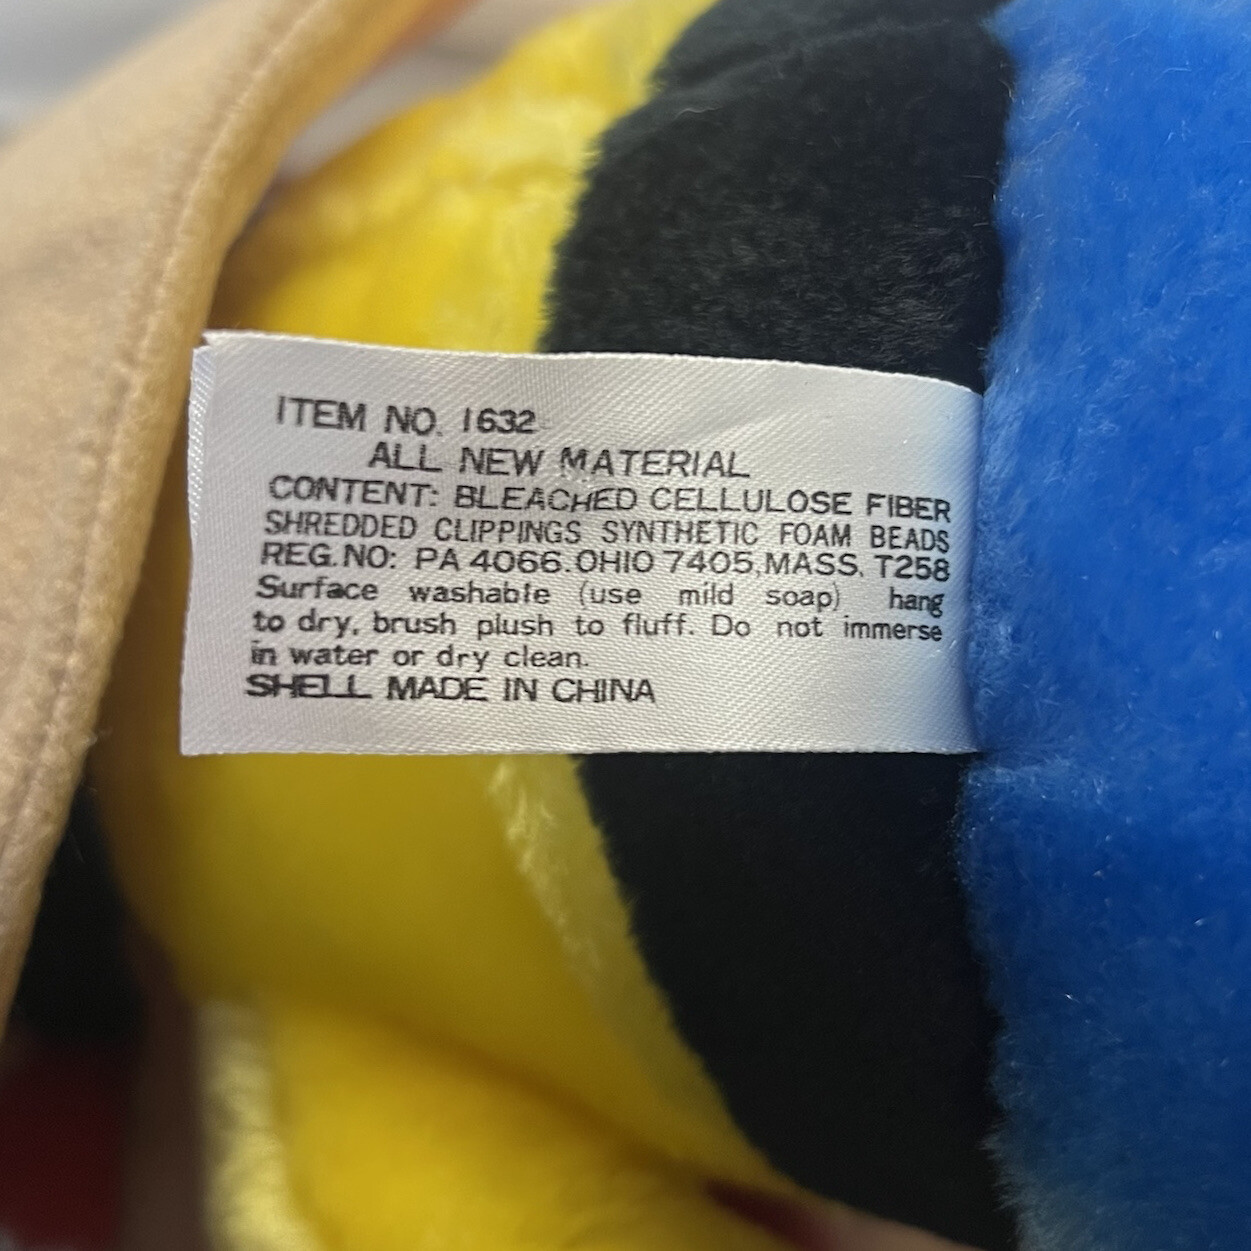 ITEM NO. 1632
ALL NEW MATERIAL
CONTENT: BLEACHED CELLULOSE FIBER
SHREDDED CLIPPINGS SYNTHETIC FOAM BEADS
REG. NO: PA 4066. OHIO 7405, MASS. T258
Surface washable (use mild soap) hang
to dry, brush plush to fluff. Do not immerse
in water or dry clean.
SHELL MADE IN CHINA